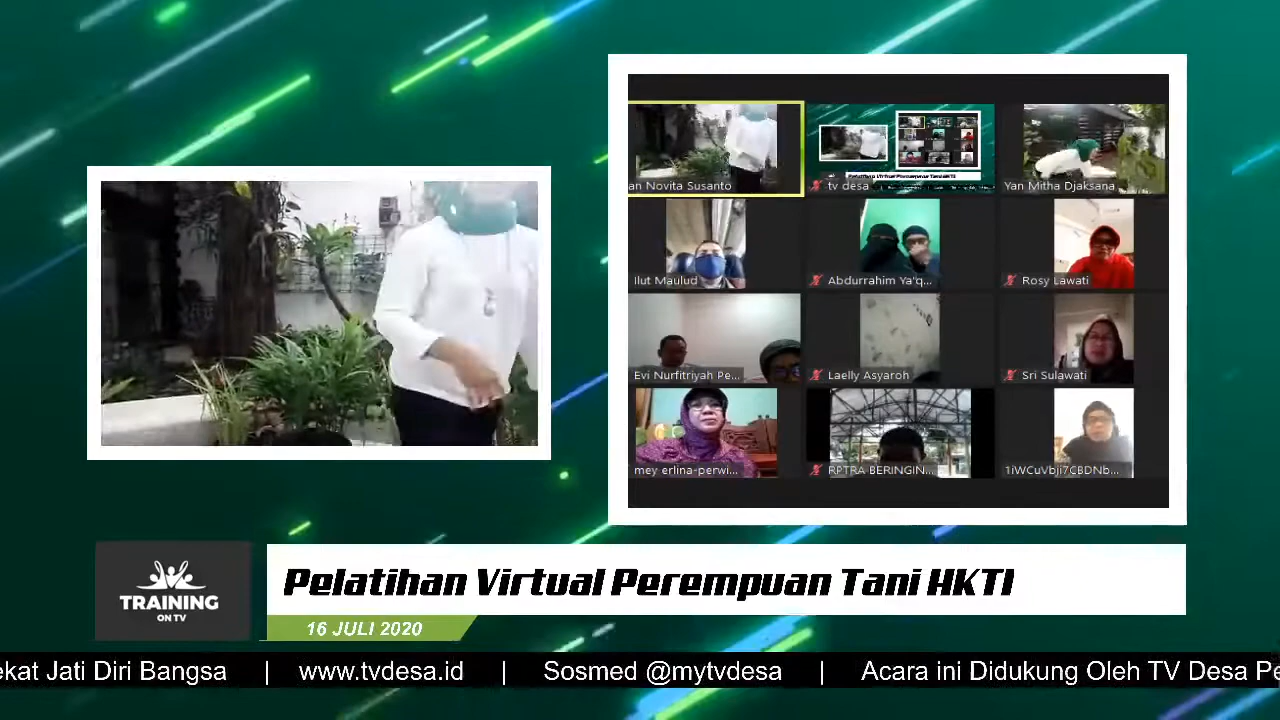 an Novita Susanto
tv desa
Yan Mitha Djaksana
Ilut Maulud
Abdurrahim Ya'q...
Rosy Lawati
Evi Nurfitriyah Pe...
Laelly Asyaroh
Sri Sulawati
mey erlina-perwi...
RPTRA BERINGIN...
1iWCuVbji7CBDNb...
TRAINING
ON TV
Pelatihan Virtual Perempuan Tani HKTI
16 JULI 2020
ekat Jati Diri Bangsa | www.tvdesa.id | Sosmed @mytvdesa | Acara ini Didukung Oleh TV Desa Pe